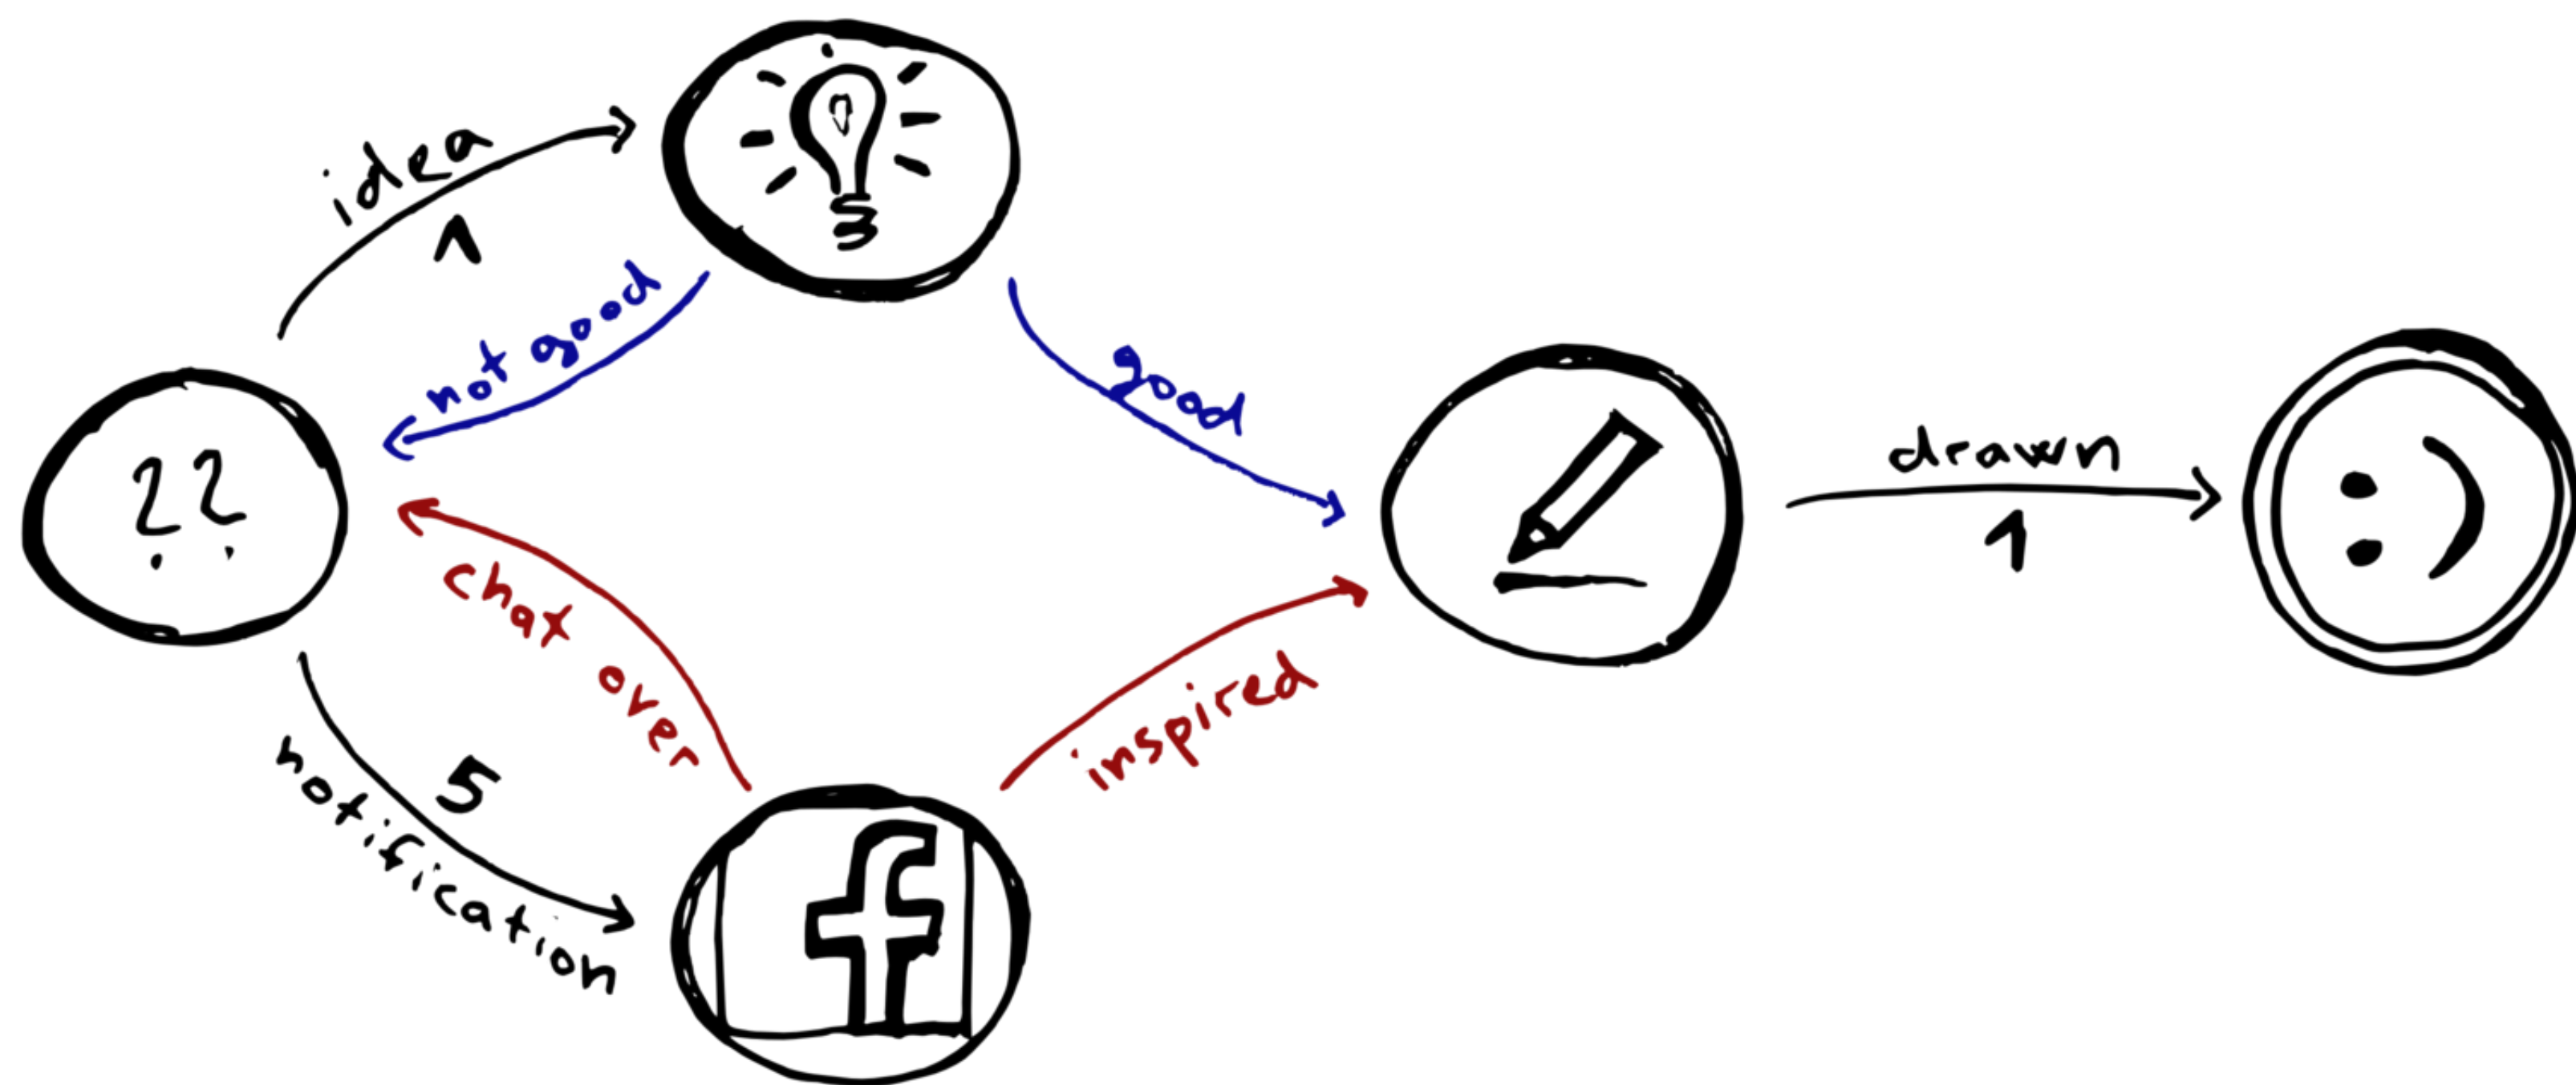 idea
1
not good
good
??
drawn
1
:)
chat over
inspired
5
notification
f